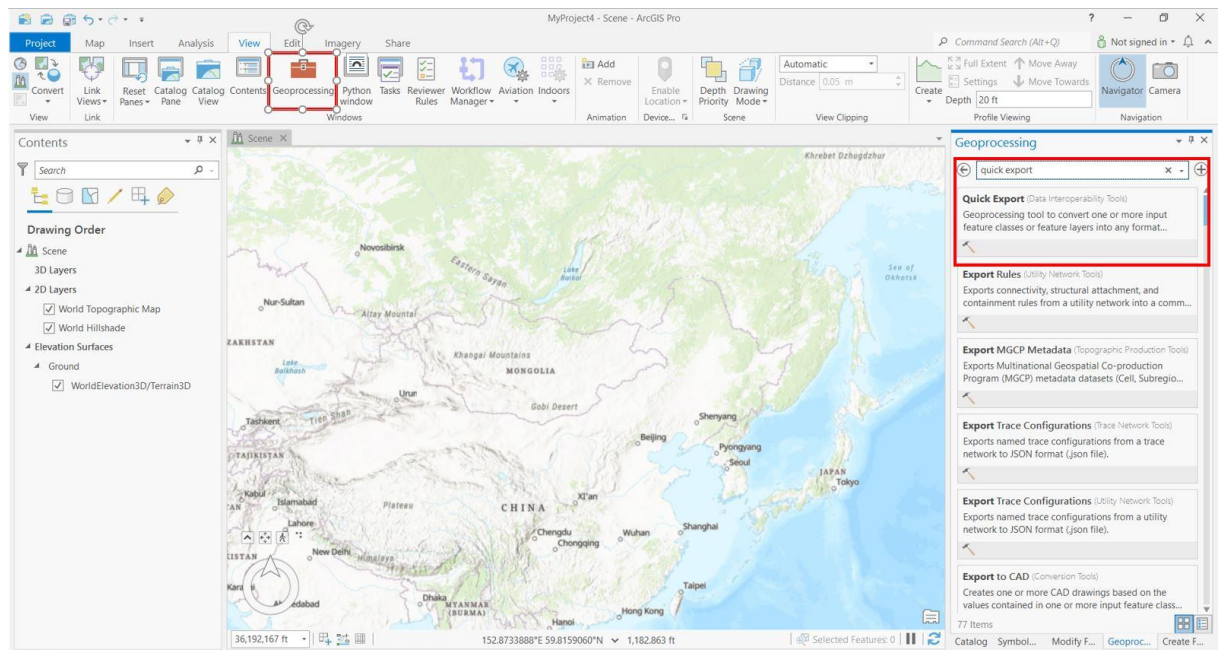 MyProject4 - Scene - ArcGIS Pro
?
Project Map Insert Analysis View Edit Imagery Share
Command Search (Alt+Q)
Not signed in
Convert
Link Views
Reset Panes
Catalog Pane
Catalog View
Contents
Geoprocessing
Python window
Tasks
Reviewer Rules
Workflow Manager
Aviation
Indoors
Add
Remove
Enable Location
Depth Priority
Drawing Mode
Automatic
Distance 0.05 m
Create
Full Extent
Move Away
Settings
Move Towards
Depth 20 ft
Navigator
Camera
View
Link
Windows
Animation
Device...
Scene
View Clipping
Profile Viewing
Navigation
Contents
Search
Drawing Order
Scene
3D Layers
2D Layers
World Topographic Map
World Hillshade
Elevation Surfaces
Ground
WorldElevation3D/Terrain3D
Scene
Khrebet Dzhugdzhur
Novosibirsk
Eastern Sayan
Lake Baikal
Sea of Okhotsk
Nur-Sultan
Altay Mountai
ZAKHSTAN
Khangai Mountains
Lake Balkhash
MONGOLIA
Urun
Gobi Desert
Tashkent
Tien Shan
Shenyang
Beijing
Pyongyang
TAJIKISTAN
Seoul
JAPAN
Tokyo
Kabul
Islamabad
Plateau
CHINA
Xi'an
Lahore
Chengdu
Wuhan
Shanghai
Chongqing
New Delhi
Himalaya
Taipei
Dhaka
MYANMAR
(BURMA)
Hong Kong
Hanoi
36,192,167 ft
152.8733888°E 59.8159060°N
1,182.863 ft
Selected Features: 0
Geoprocessing
quick export
Quick Export (Data Interoperability Tools)
Geoprocessing tool to convert one or more input
feature classes or feature layers into any format...
Export Rules (Utility Network Tools)
Exports connectivity, structural attachment, and
containment rules from a utility network into a comm...
Export MGCP Metadata (Topographic Production Tools)
Exports Multinational Geospatial Co-production
Program (MGCP) metadata datasets (Cell, Subregio...
Export Trace Configurations (Trace Network Tools)
Exports named trace configurations from a trace
network to JSON format (.json file).
Export Trace Configurations (Utility Network Tools)
Exports named trace configurations from a utility
network to JSON format (.json file).
Export to CAD (Conversion Tools)
Creates one or more CAD drawings based on the
values contained in one or more input feature class...
77 Items
Catalog Symbol... Modify F... Geoproc... Create F...